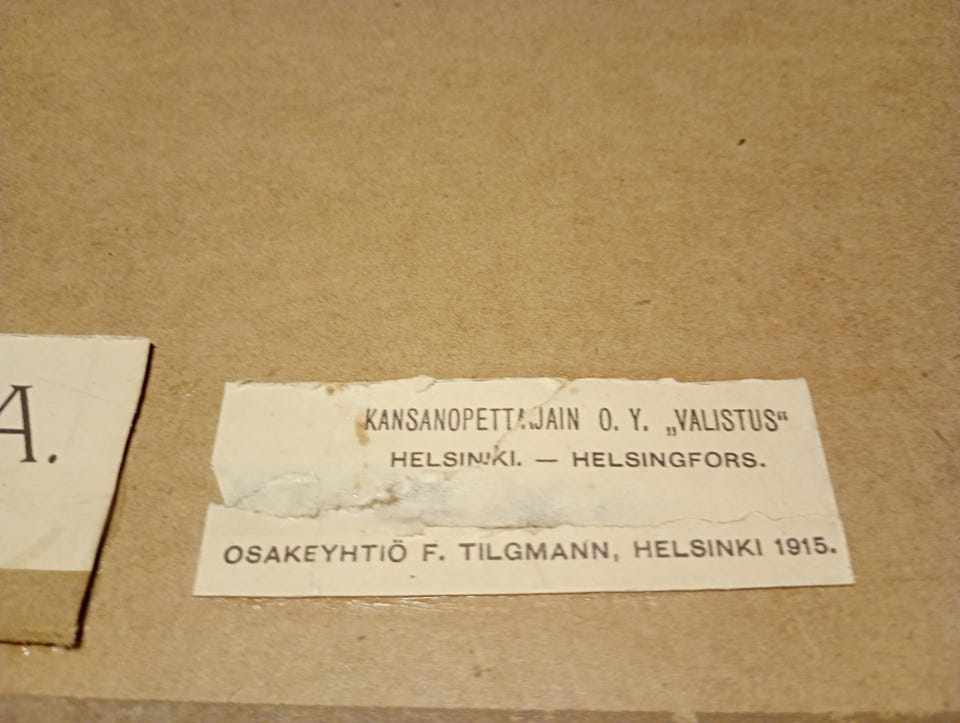 A.
KANSANOPETTAJAIN O. Y. „VALISTUS“
HELSINKI. — HELSINGFORS.
OSAKEYHTIÖ F. TILGMANN, HELSINKI 1915.